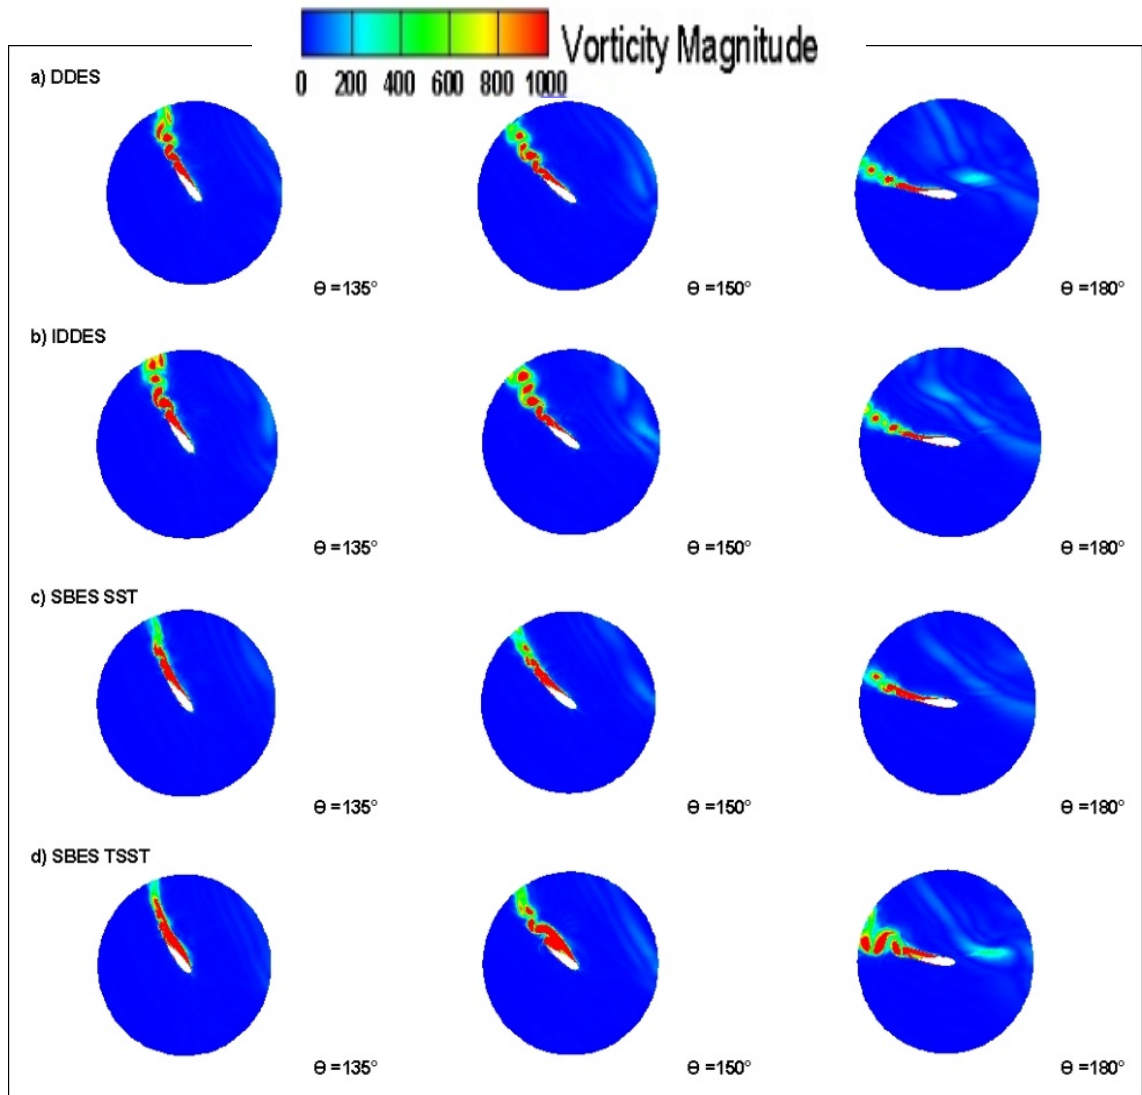 Vorticity Magnitude
0 200 400 600 800 1000
a) DDES
Θ =135° Θ =150° Θ =180°
b) IDDES
Θ =135° Θ =150° Θ =180°
c) SBES SST
Θ =135° Θ =150° Θ =180°
d) SBES TSST
Θ =135° Θ =150° Θ =180°